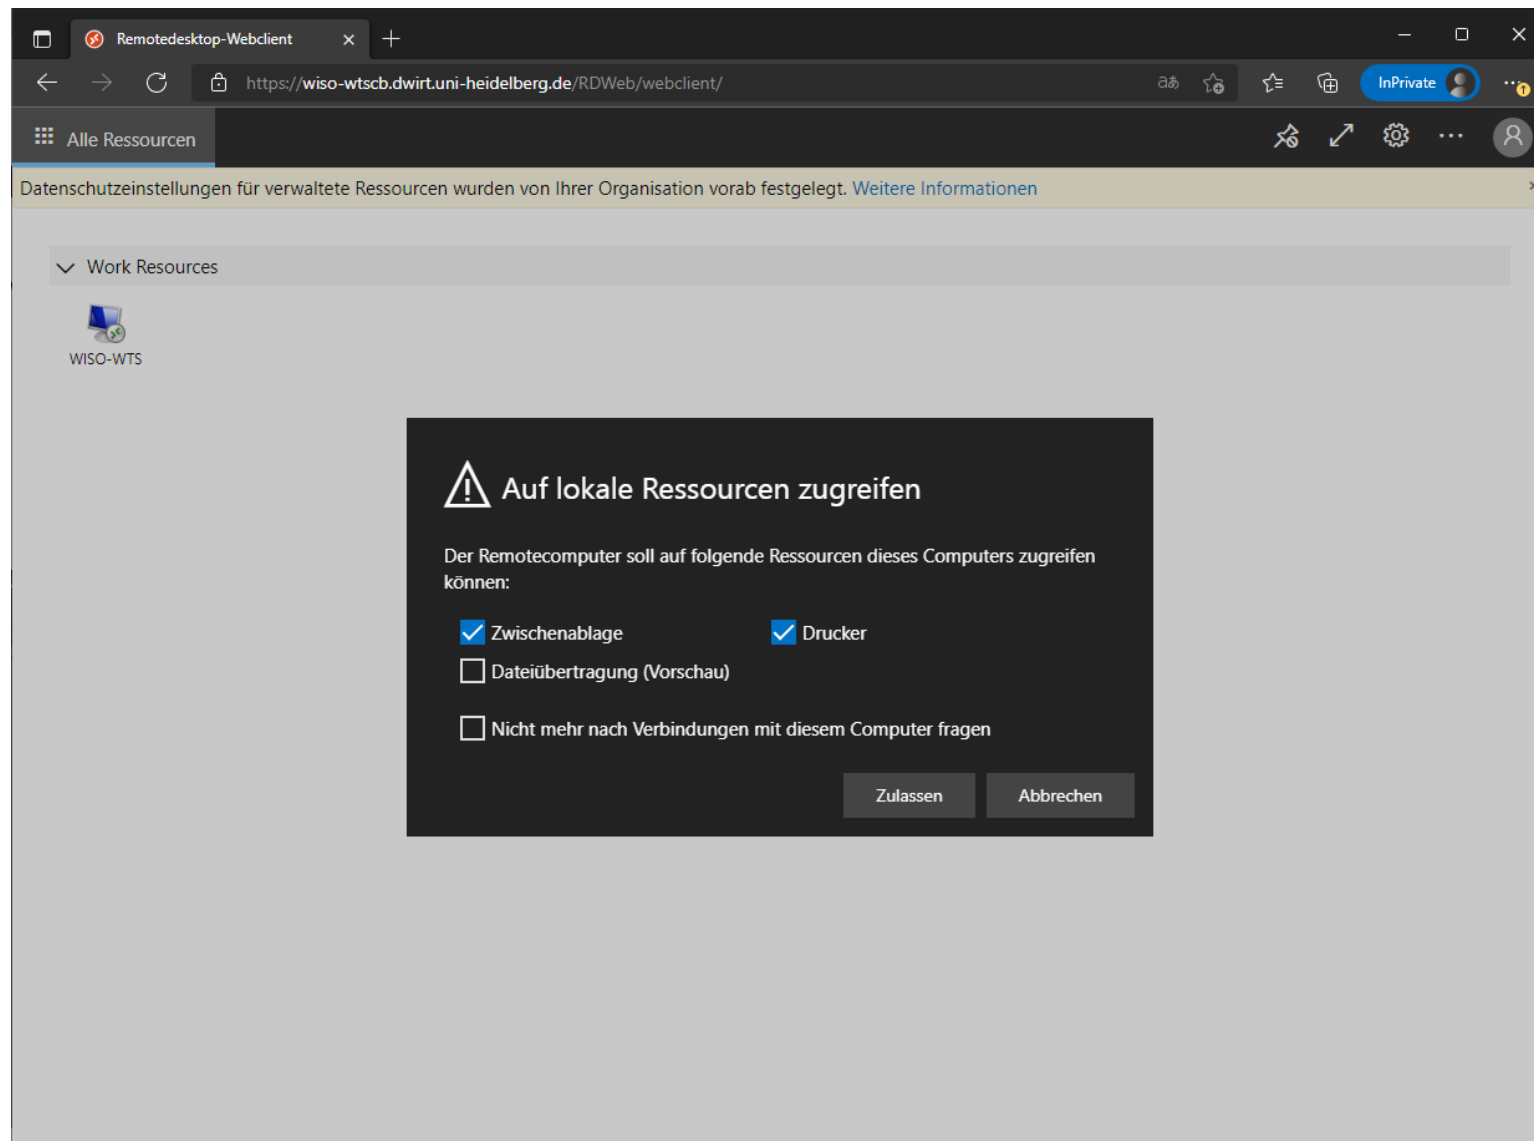 Remotedesktop-Webclient
https://wiso-wtscb.dwirt.uni-heidelberg.de/RDWeb/webclient/
aあ
InPrivate
Alle Ressourcen
Datenschutzeinstellungen für verwaltete Ressourcen wurden von Ihrer Organisation vorab festgelegt. Weitere Informationen
Work Resources
WISO-WTS
Auf lokale Ressourcen zugreifen
Der Remotecomputer soll auf folgende Ressourcen dieses Computers zugreifen
können:
Zwischenablage Drucker
Dateiübertragung (Vorschau)
Nicht mehr nach Verbindungen mit diesem Computer fragen
Zulassen Abbrechen